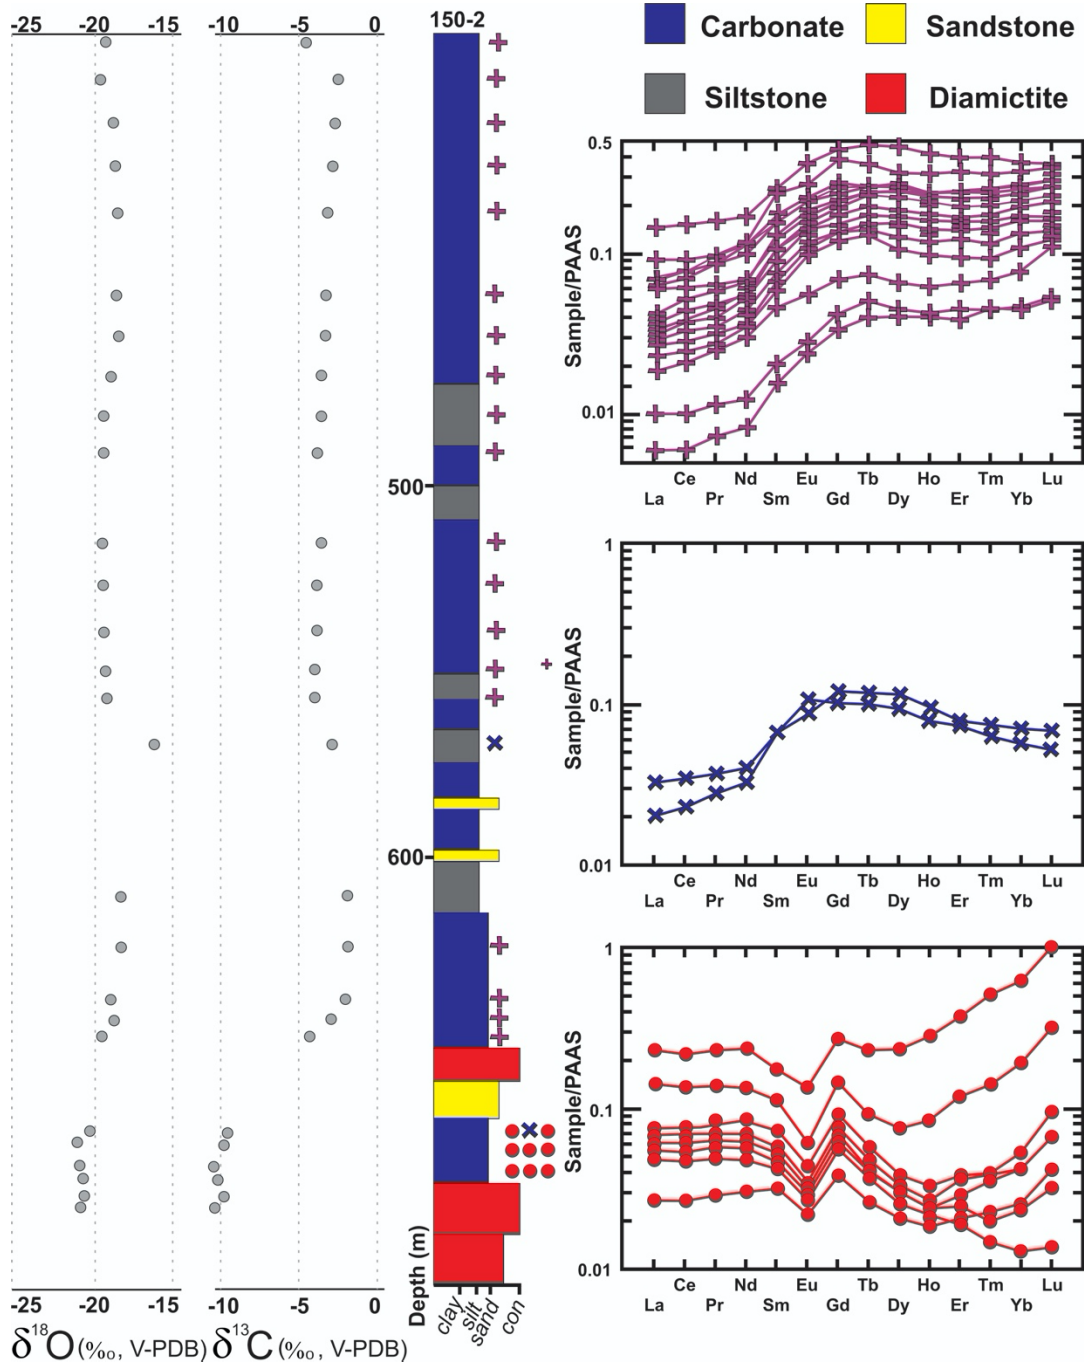 -25 -20 -15 -10 -5 0
150-2
Carbonate
Sandstone
Siltstone
Diamictite
500
600
Depth (m)
clay
silt
sand
con
-25 -20 -15 -10 -5 0
δ18O (‰, V-PDB) δ13C (‰, V-PDB)
0.5
0.1
0.01
Sample/PAAS
Ce Nd Eu Tb Ho Tm Lu
La Pr Sm Gd Dy Er Yb
1
0.1
0.01
Sample/PAAS
Ce Nd Eu Tb Ho Tm Lu
La Pr Sm Gd Dy Er Yb
1
0.1
0.01
Sample/PAAS
Ce Nd Eu Tb Ho Tm Lu
La Pr Sm Gd Dy Er Yb